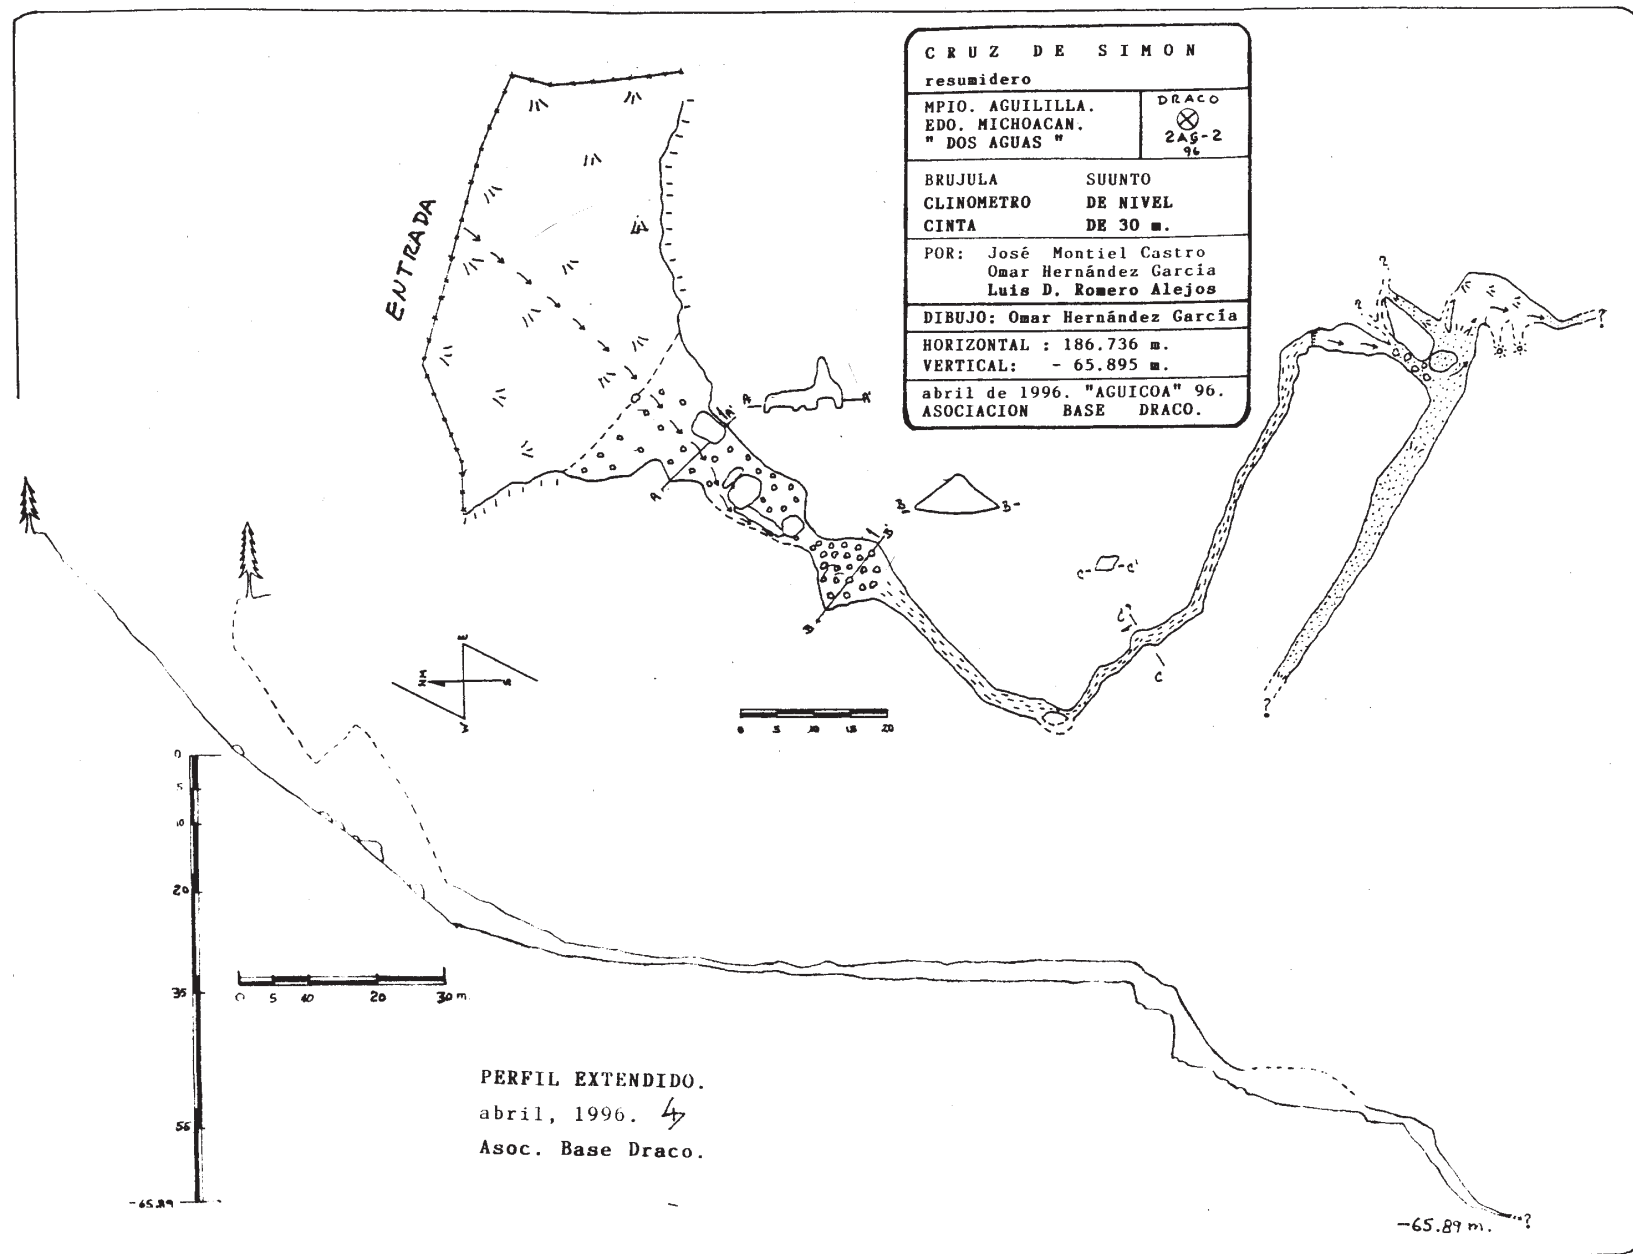 CRUZ DE SIMON
resumidero
MPIO. AGUILILLA.
EDO. MICHOACAN.
" DOS AGUAS "
DRACO
2AG-2
96
BRUJULA SUUNTO
CLINOMETRO DE NIVEL
CINTA DE 30 m.
POR: José Montiel Castro
Omar Hernández García
Luis D. Romero Alejos
DIBUJO: Omar Hernández García
HORIZONTAL : 186.736 m.
VERTICAL: - 65.895 m.
abril de 1996. "AGUICOA" 96.
ASOCIACION BASE DRACO.
ENTRADA
A A'
A A'
B B-
B B'
C- -C'
C'
C
? ?
?
?
E
NM S
0 5 10 15 20
0
5
10
20
35
56
-65.89
0 5 10 20 30 m.
PERFIL EXTENDIDO.
abril, 1996.
Asoc. Base Draco.
-65.89 m.
?